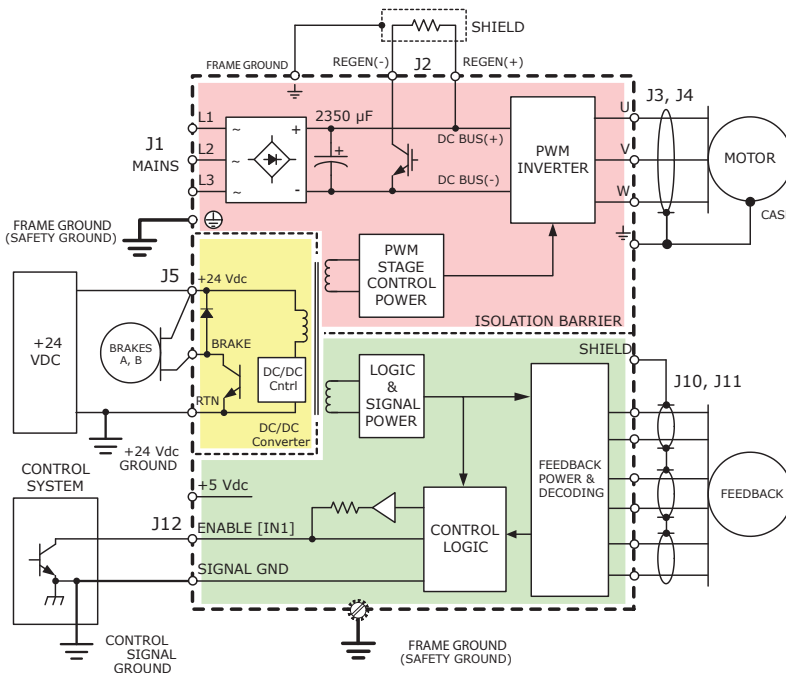 SHIELD
FRAME GROUND
REGEN(-)
J2
REGEN(+)
J3, J4
L1
~
+
2350 µF
U
J1
MAINS
L2
~
+
DC BUS(+)
PWM
INVERTER
V
MOTOR
L3
~
-
DC BUS(-)
W
CAS
FRAME GROUND
(SAFETY GROUND)
J5
+24 Vdc
PWM
STAGE
CONTROL
POWER
ISOLATION BARRIER
+24
VDC
BRAKES
A, B
BRAKE
SHIELD
DC/DC
Cntrl
LOGIC
&
SIGNAL
POWER
J10, J11
RTN
DC/DC
Converter
+24 Vdc
GROUND
CONTROL
SYSTEM
+5 Vdc
FEEDBACK
POWER &
DECODING
FEEDBACK
J12
ENABLE [IN1]
CONTROL
LOGIC
SIGNAL GND
CONTROL
SIGNAL
GROUND
FRAME GROUND
(SAFETY GROUND)